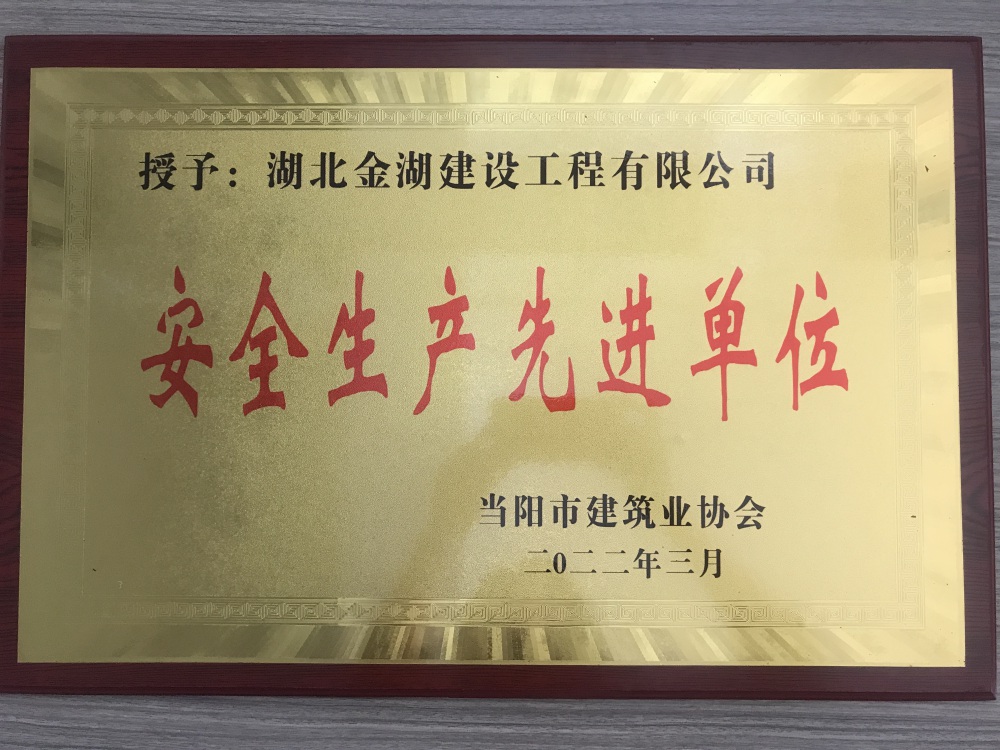 授予：湖北金湖建设工程有限公司
安全生产先进单位
当阳市建筑业协会
二0二二年三月